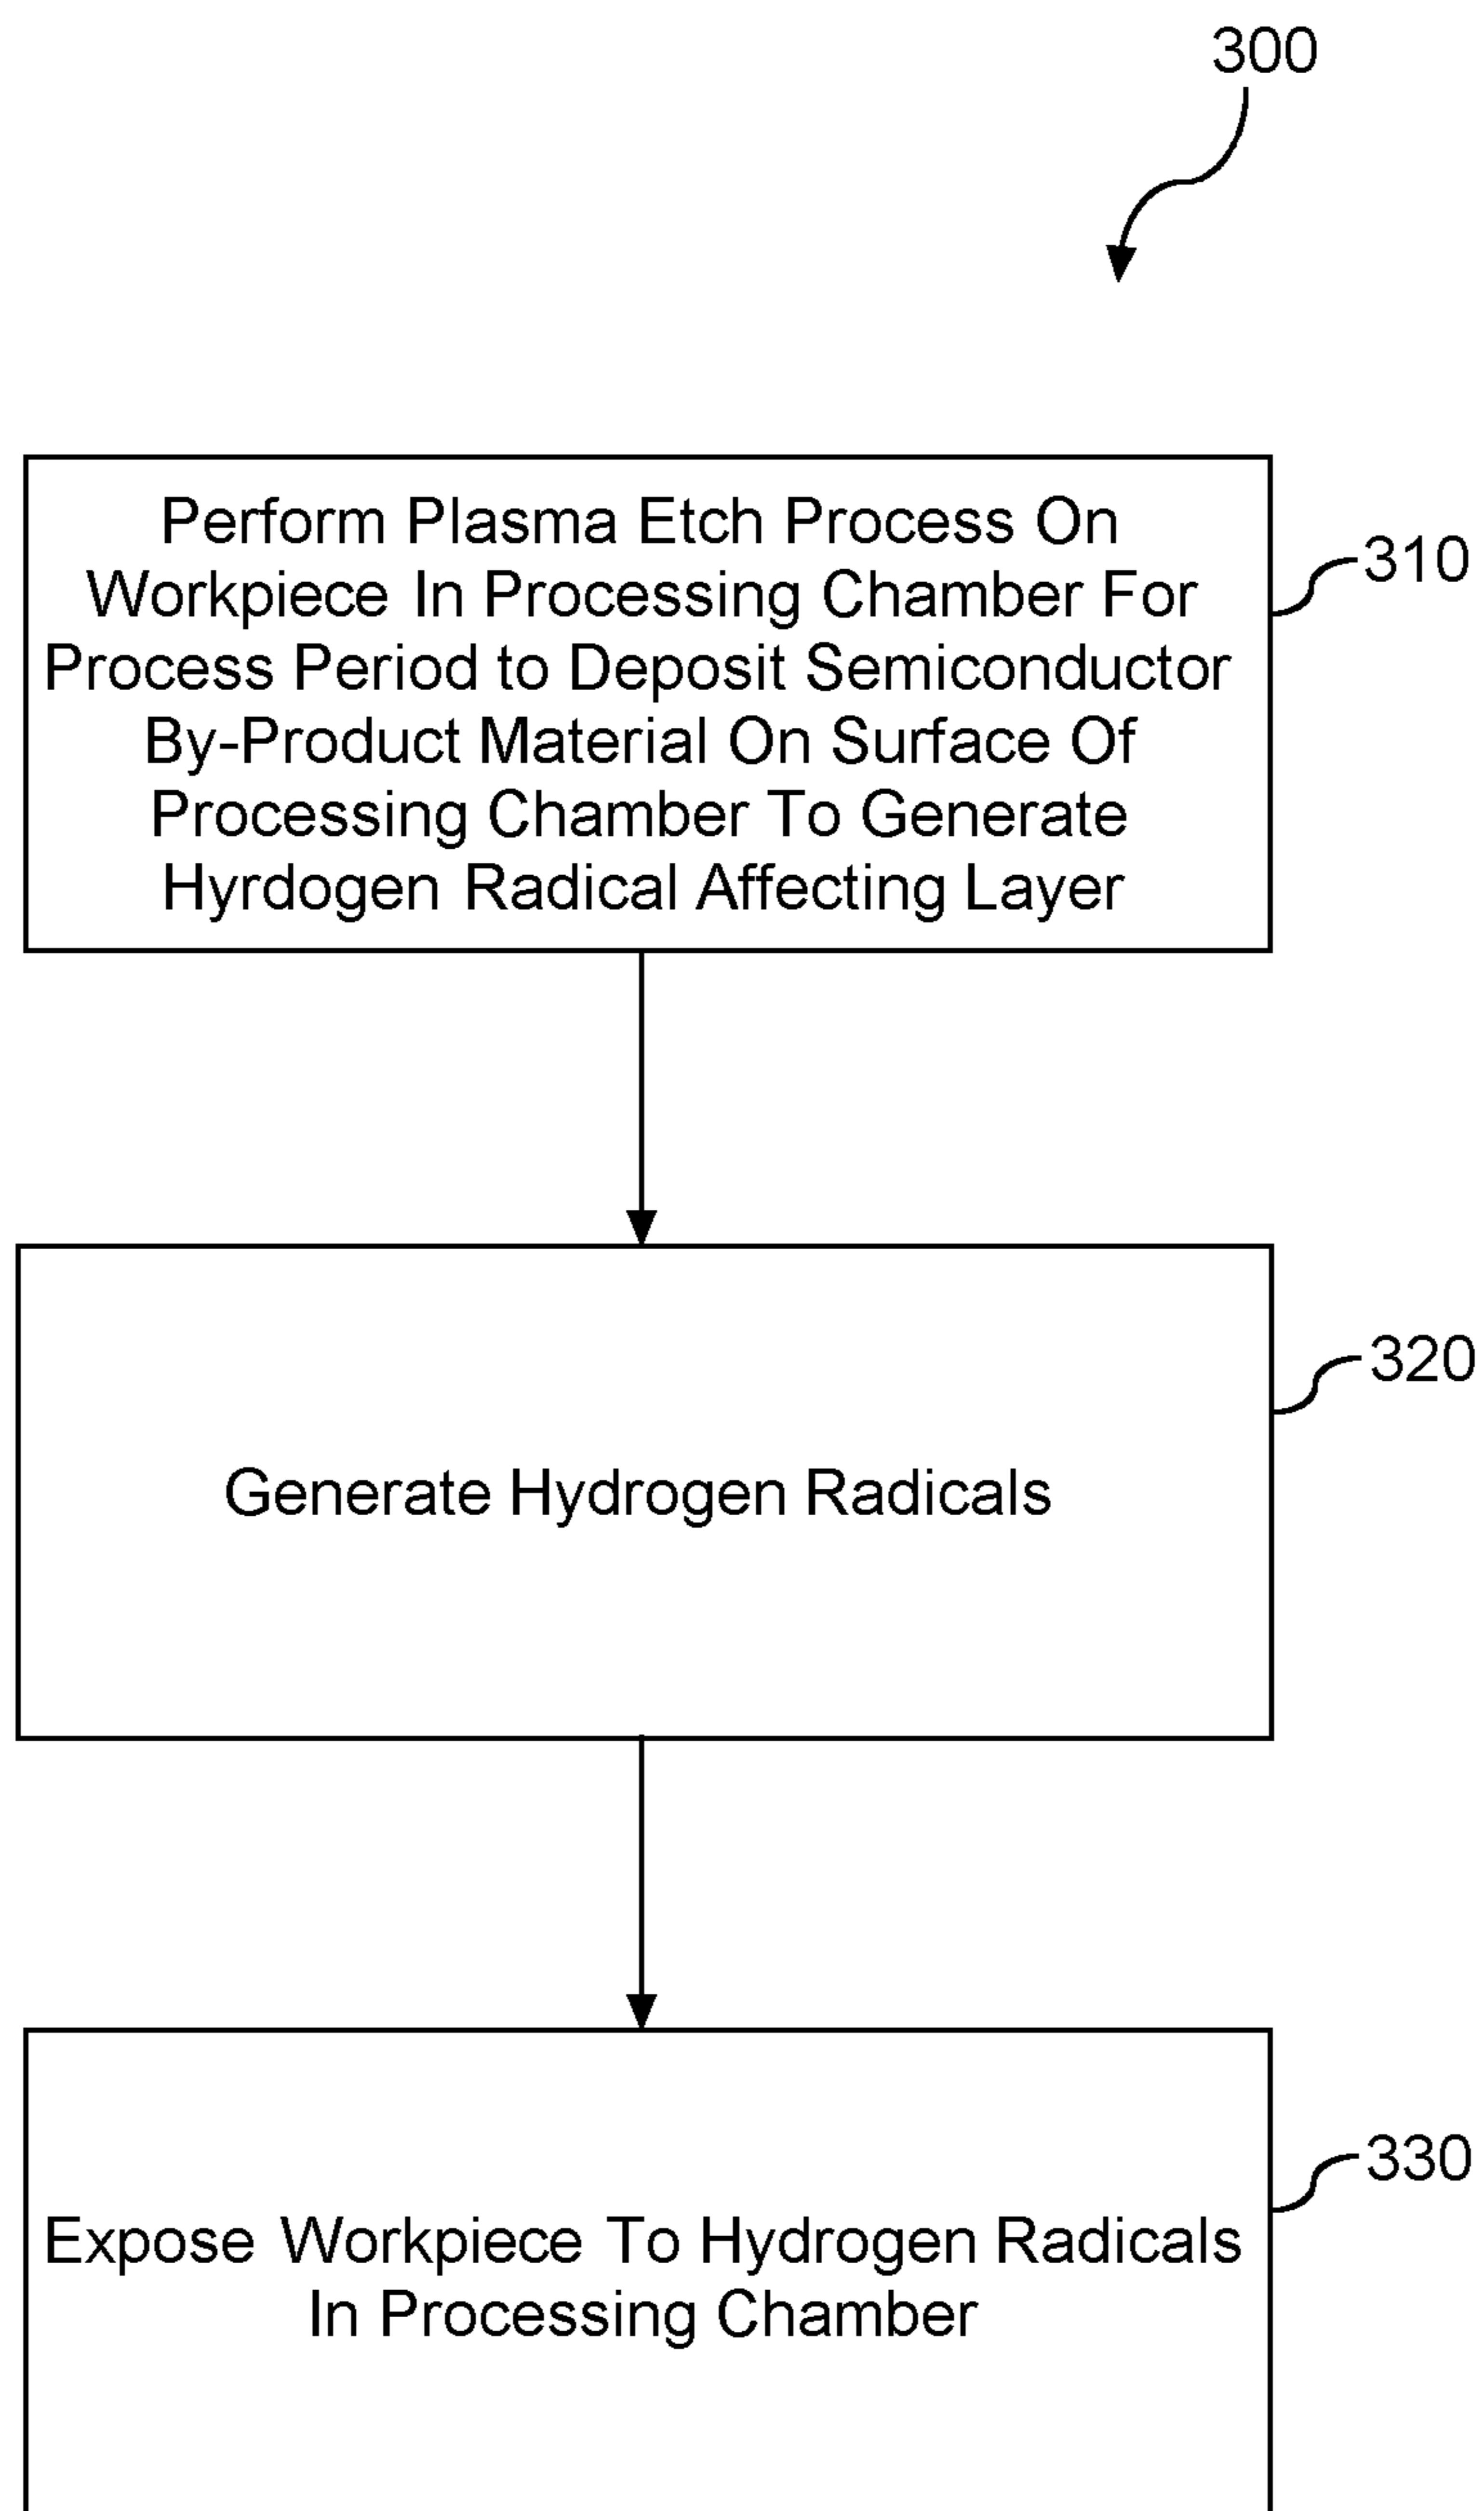 300
Perform Plasma Etch Process On
Workpiece In Processing Chamber For
Process Period to Deposit Semiconductor
By-Product Material On Surface Of
Processing Chamber To Generate
Hyrdogen Radical Affecting Layer
310
Generate Hydrogen Radicals
320
Expose Workpiece To Hydrogen Radicals
In Processing Chamber
330